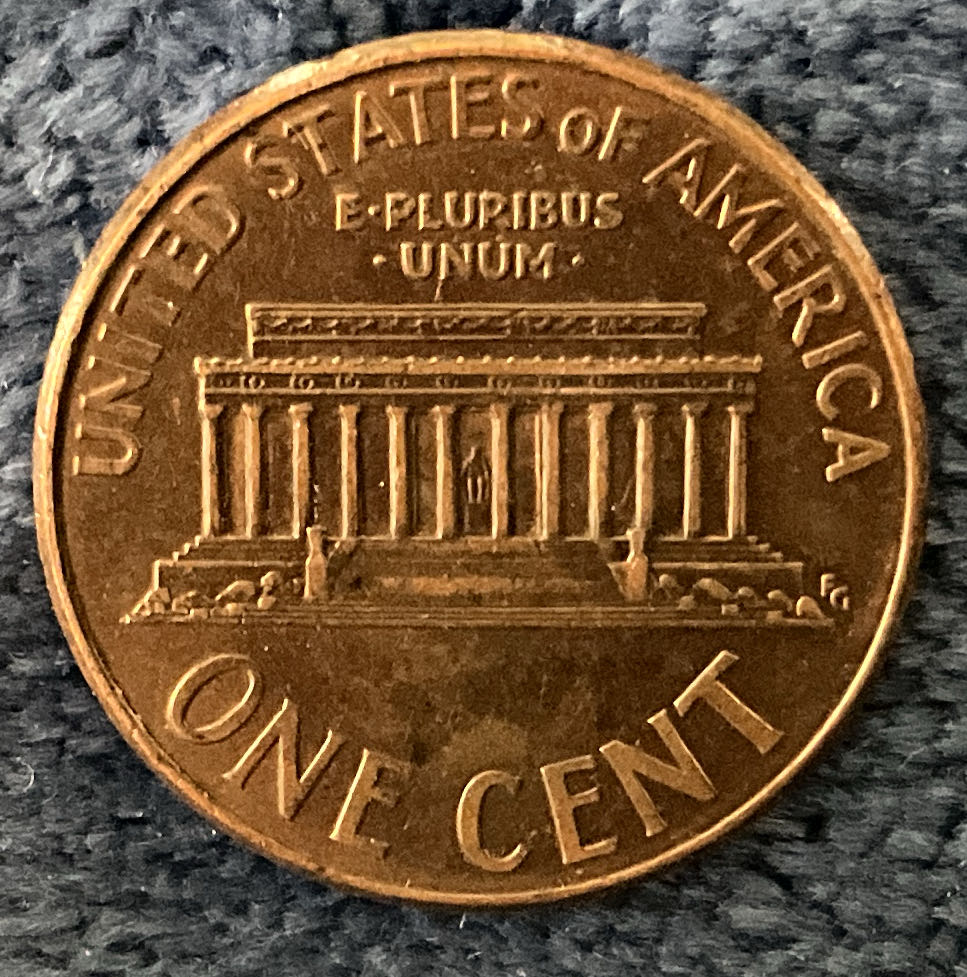 UNITED STATES OF AMERICA
E·PLURIBUS
·UNUM·
FG
ONE CENT